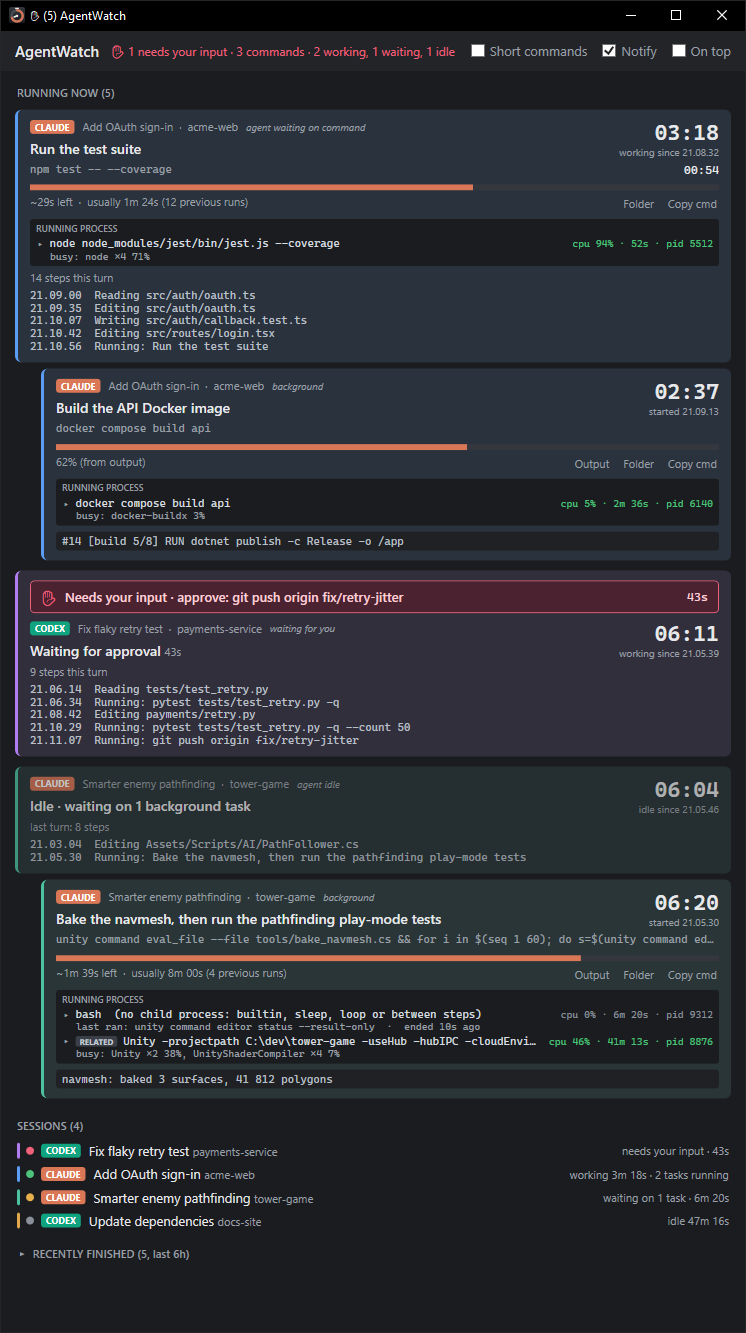 (5) AgentWatch
AgentWatch 1 needs your input · 3 commands · 2 working, 1 waiting, 1 idle Short commands Notify On top
RUNNING NOW (5)
CLAUDE Add OAuth sign-in · acme-web agent waiting on command
03:18
Run the test suite
working since 21.08.32
npm test -- --coverage
00:54
~29s left · usually 1m 24s (12 previous runs)
Folder Copy cmd
RUNNING PROCESS
▸ node node_modules/jest/bin/jest.js --coverage cpu 94% · 52s · pid 5512
busy: node ×4 71%
14 steps this turn
21.09.00 Reading src/auth/oauth.ts
21.09.35 Editing src/auth/oauth.ts
21.10.07 Writing src/auth/callback.test.ts
21.10.42 Editing src/routes/login.tsx
21.10.56 Running: Run the test suite
CLAUDE Add OAuth sign-in · acme-web background
02:37
Build the API Docker image
started 21.09.13
docker compose build api
62% (from output)
Output Folder Copy cmd
RUNNING PROCESS
▸ docker compose build api cpu 5% · 2m 36s · pid 6140
busy: docker-buildx 3%
#14 [build 5/8] RUN dotnet publish -c Release -o /app
Needs your input · approve: git push origin fix/retry-jitter 43s
CODEX Fix flaky retry test · payments-service waiting for you
06:11
Waiting for approval 43s
working since 21.05.39
9 steps this turn
21.06.14 Reading tests/test_retry.py
21.06.34 Running: pytest tests/test_retry.py -q
21.08.42 Editing payments/retry.py
21.10.29 Running: pytest tests/test_retry.py -q --count 50
21.11.07 Running: git push origin fix/retry-jitter
CLAUDE Smarter enemy pathfinding · tower-game agent idle
06:04
Idle · waiting on 1 background task
idle since 21.05.46
last turn: 8 steps
21.03.04 Editing Assets/Scripts/AI/PathFollower.cs
21.05.30 Running: Bake the navmesh, then run the pathfinding play-mode tests
CLAUDE Smarter enemy pathfinding · tower-game background
06:20
Bake the navmesh, then run the pathfinding play-mode tests
started 21.05.30
unity command eval_file --file tools/bake_navmesh.cs && for i in $(seq 1 60); do s=$(unity command ed…
~1m 39s left · usually 8m 00s (4 previous runs)
Output Folder Copy cmd
RUNNING PROCESS
▸ bash (no child process: builtin, sleep, loop or between steps) cpu 0% · 6m 20s · pid 9312
last ran: unity command editor status --result-only · ended 10s ago
▸ RELATED Unity -projectpath C:\dev\tower-game -useHub -hubIPC -cloudEnvi… cpu 46% · 41m 13s · pid 8876
busy: Unity ×2 38%, UnityShaderCompiler ×4 7%
navmesh: baked 3 surfaces, 41 812 polygons
SESSIONS (4)
CODEX Fix flaky retry test payments-service needs your input · 43s
CLAUDE Add OAuth sign-in acme-web working 3m 18s · 2 tasks running
CLAUDE Smarter enemy pathfinding tower-game waiting on 1 task · 6m 20s
CODEX Update dependencies docs-site idle 47m 16s
▸ RECENTLY FINISHED (5, last 6h)